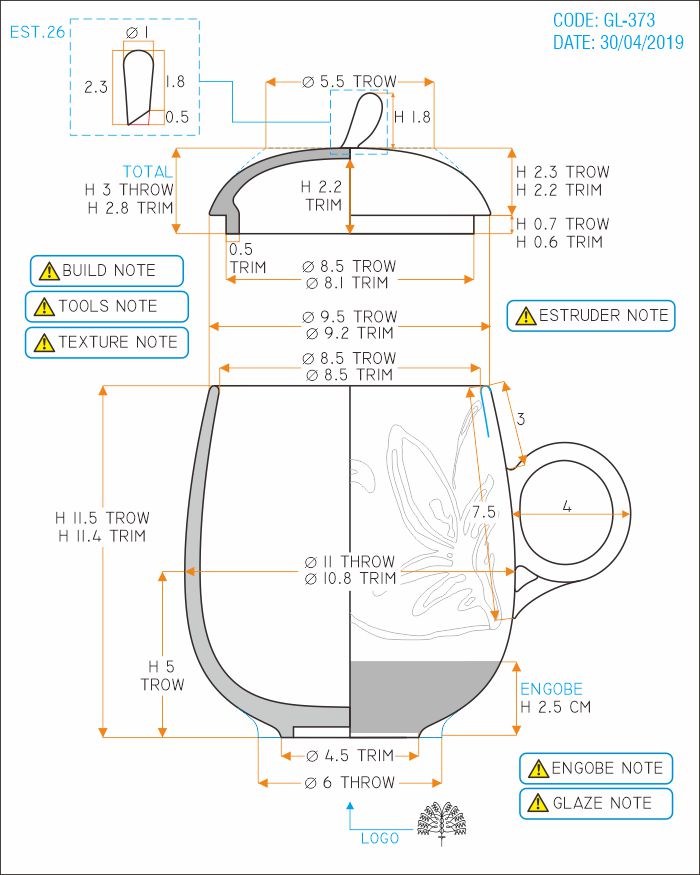 EST.26
CODE: GL-373
DATE: 30/04/2019
Ø 1
2.3
1.8
0.5
Ø 5.5 TROW
H 1.8
TOTAL
H 3 THROW
H 2.8 TRIM
H 2.2
TRIM
H 2.3 TROW
H 2.2 TRIM
H 0.7 TROW
H 0.6 TRIM
0.5
TRIM
Ø 8.5 TROW
Ø 8.1 TRIM
BUILD NOTE
TOOLS NOTE
TEXTURE NOTE
Ø 9.5 TROW
Ø 9.2 TRIM
ESTRUDER NOTE
Ø 8.5 TROW
Ø 8.5 TRIM
3
7.5
4
H 11.5 TROW
H 11.4 TRIM
Ø 11 THROW
Ø 10.8 TRIM
H 5
TROW
ENGOBE
H 2.5 CM
Ø 4.5 TRIM
Ø 6 THROW
ENGOBE NOTE
GLAZE NOTE
LOGO